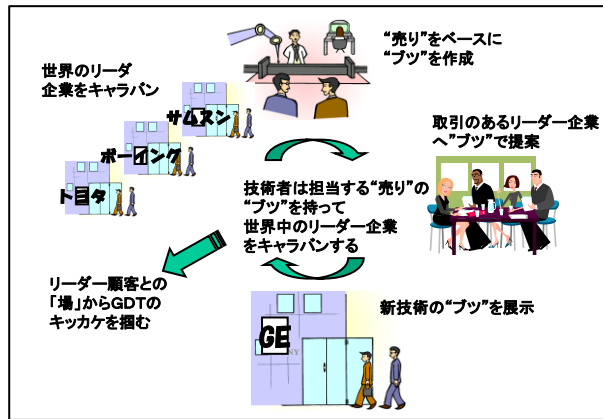 “売り”をベースに
“ブツ”を作成
世界のリーダ
企業をキャラバン
サムスン
ボーイング
トヨタ
取引のあるリーダー企業
へ”ブツ”で提案
技術者は担当する“売り”の
“ブツ”を持って
世界中のリーダー企業
をキャラバンする
リーダー顧客との
「場」からGDTの
キッカケを掴む
新技術の“ブツ”を展示
GE